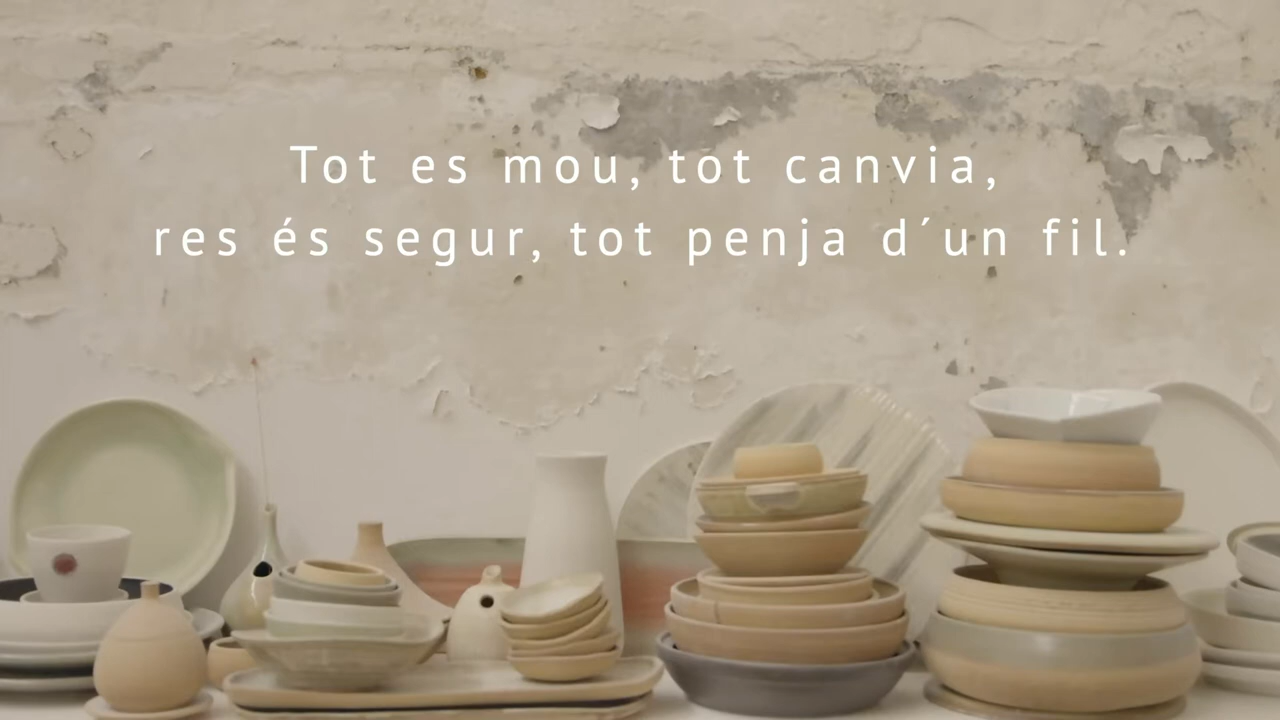 Tot es mou, tot canvia,
res és segur, tot penja d´un fil.